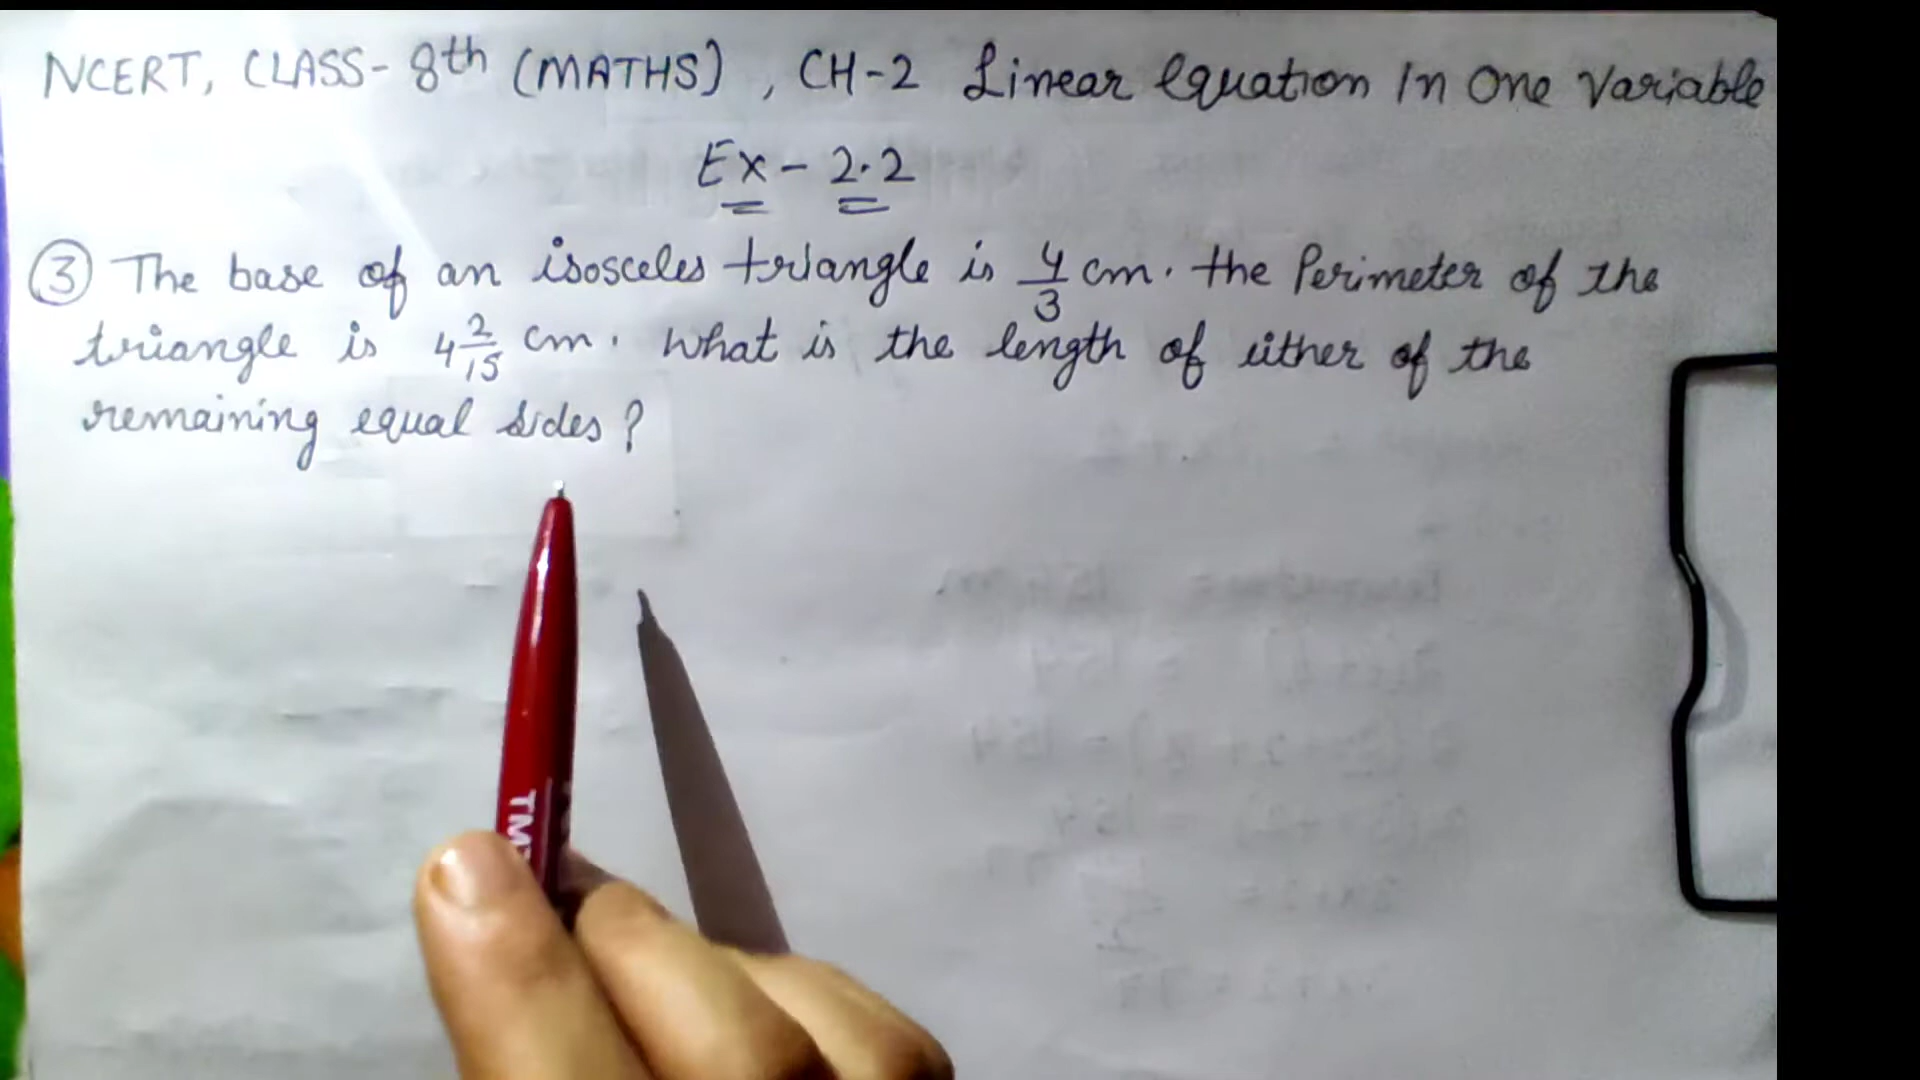 NCERT, CLASS- 8th (MATHS) , CH-2 Linear Equation In One Variable
Ex - 2.2
③ The base of an isosceles triangle is 4/3 cm. the Perimeter of the
triangle is 4 2/15 cm. What is the length of either of the
remaining equal sides?
TM